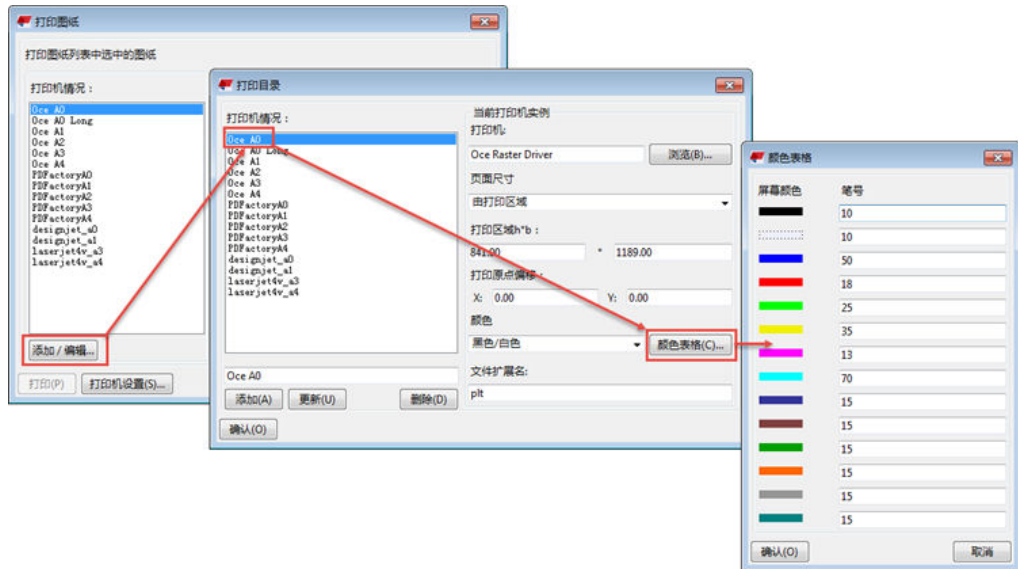 打印图纸
打印图纸列表中选中的图纸
打印机情况：
Oce A0
Oce A0 Long
Oce A1
Oce A2
Oce A3
Oce A4
PDFactoryA0
PDFactoryA1
PDFactoryA2
PDFactoryA3
PDFactoryA4
designjet_a0
designjet_a1
laserjet4v_a3
laserjet4v_a4
添加 / 编辑...
打印(P)
打印机设置(S)...
打印目录
打印机情况：
Oce A0
Oce A0 Long
Oce A1
Oce A2
Oce A3
Oce A4
PDFactoryA0
PDFactoryA1
PDFactoryA2
PDFactoryA3
PDFactoryA4
designjet_a0
designjet_a1
laserjet4v_a3
laserjet4v_a4
Oce A0
添加(A)
更新(U)
删除(D)
确认(O)
当前打印机实例
打印机:
Oce Raster Driver
浏览(B)...
页面尺寸
由打印区域
打印区域h*b：
841.00 * 1189.00
打印原点偏移：
X: 0.00 Y: 0.00
颜色
黑色/白色
颜色表格(C)...
文件扩展名:
plt
颜色表格
屏幕颜色 笔号
10
10
50
18
25
35
13
70
15
15
15
15
15
15
确认(O)
取消